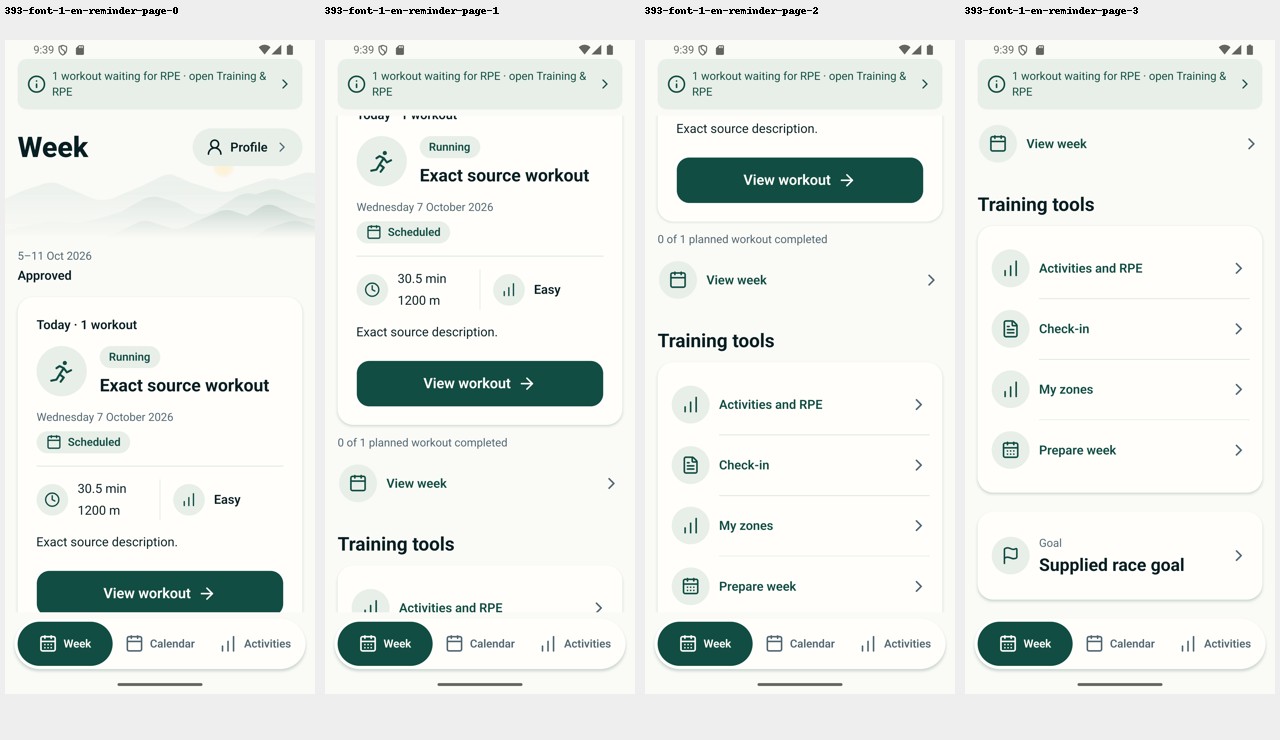 393-font-1-en-reminder-page-0
9:39
1 workout waiting for RPE · open Training &
RPE
Week
Profile
5–11 Oct 2026
Approved
Today · 1 workout
Running
Exact source workout
Wednesday 7 October 2026
Scheduled
30.5 min
1200 m
Easy
Exact source description.
View workout
Week
Calendar
Activities
393-font-1-en-reminder-page-1
9:39
1 workout waiting for RPE · open Training &
RPE
Today · 1 workout
Running
Exact source workout
Wednesday 7 October 2026
Scheduled
30.5 min
1200 m
Easy
Exact source description.
View workout
0 of 1 planned workout completed
View week
Training tools
Activities and RPE
Week
Calendar
Activities
393-font-1-en-reminder-page-2
9:39
1 workout waiting for RPE · open Training &
RPE
Exact source description.
View workout
0 of 1 planned workout completed
View week
Training tools
Activities and RPE
Check-in
My zones
Prepare week
Week
Calendar
Activities
393-font-1-en-reminder-page-3
9:39
1 workout waiting for RPE · open Training &
RPE
View week
Training tools
Activities and RPE
Check-in
My zones
Prepare week
Goal
Supplied race goal
Week
Calendar
Activities